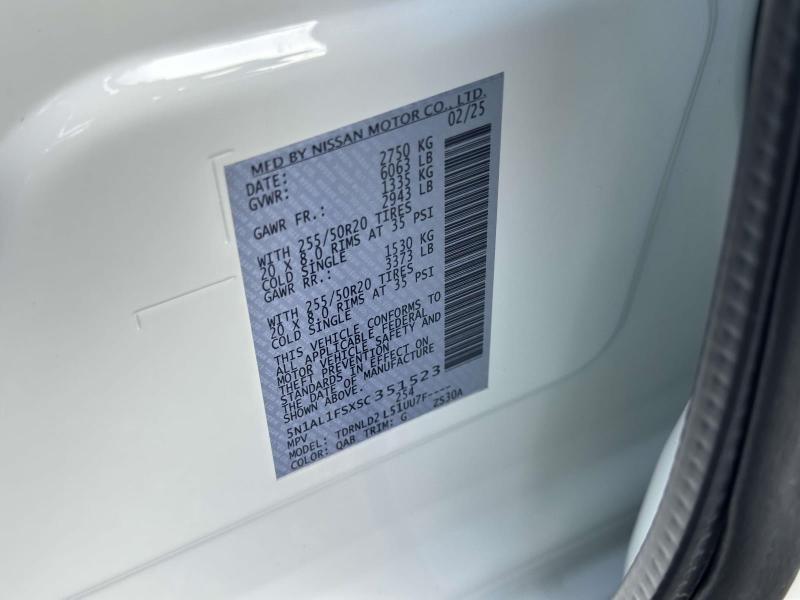 MFD BY NISSAN MOTOR CO., LTD.
DATE: 02/25
GVWR: 2750 KG
6063 LB
GAWR FR.: 1335 KG
2943 LB
WITH 255/50R20 TIRES
20 X 8.0 RIMS AT 35 PSI
COLD SINGLE
GAWR RR.: 1530 KG
3373 LB
WITH 255/50R20 TIRES
20 X 8.0 RIMS AT 35 PSI
COLD SINGLE
THIS VEHICLE CONFORMS TO
ALL APPLICABLE FEDERAL
MOTOR VEHICLE SAFETY AND
THEFT STANDARDS IN EFFECT ON
THE DATE OF MANUFACTURE
SHOWN ABOVE.
5N1AL1FSXSC351523
MPV 254
MODEL: TDRNLD2 L51UU7F----
COLOR: QAB TRIM: G ZS30A